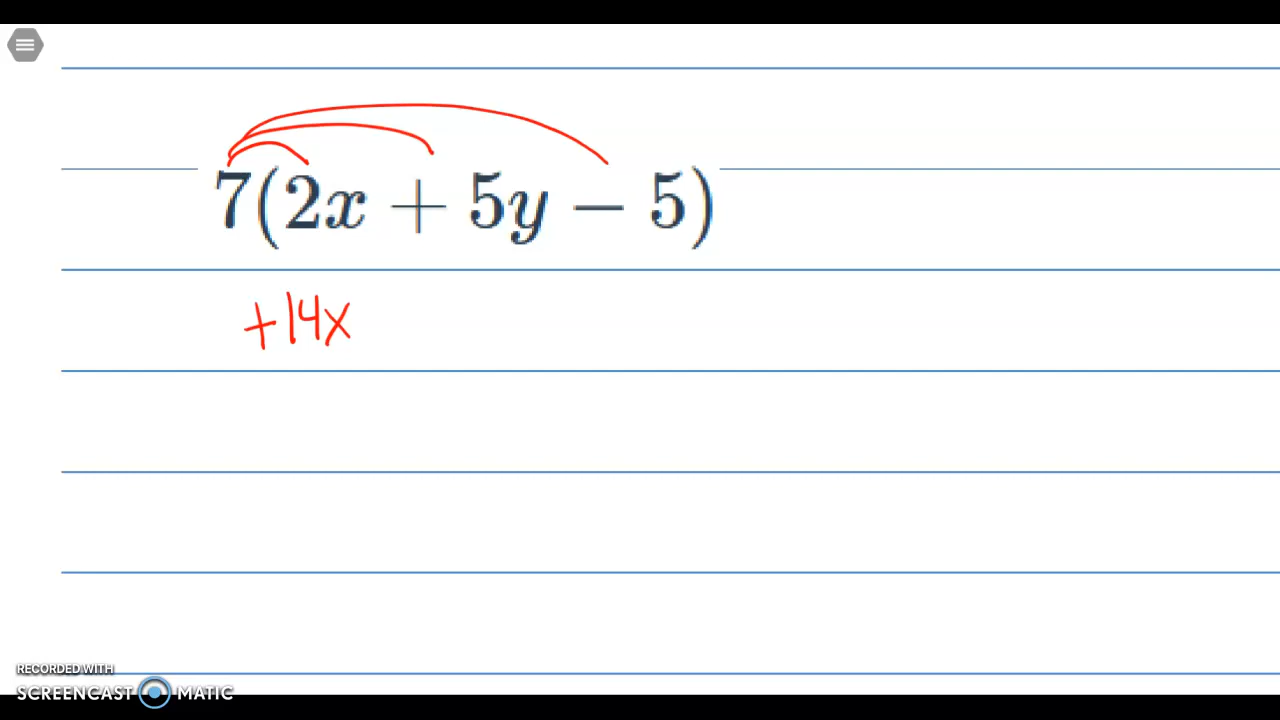 7(2x + 5y − 5)
+14x
RECORDED WITH
SCREENCAST MATIC